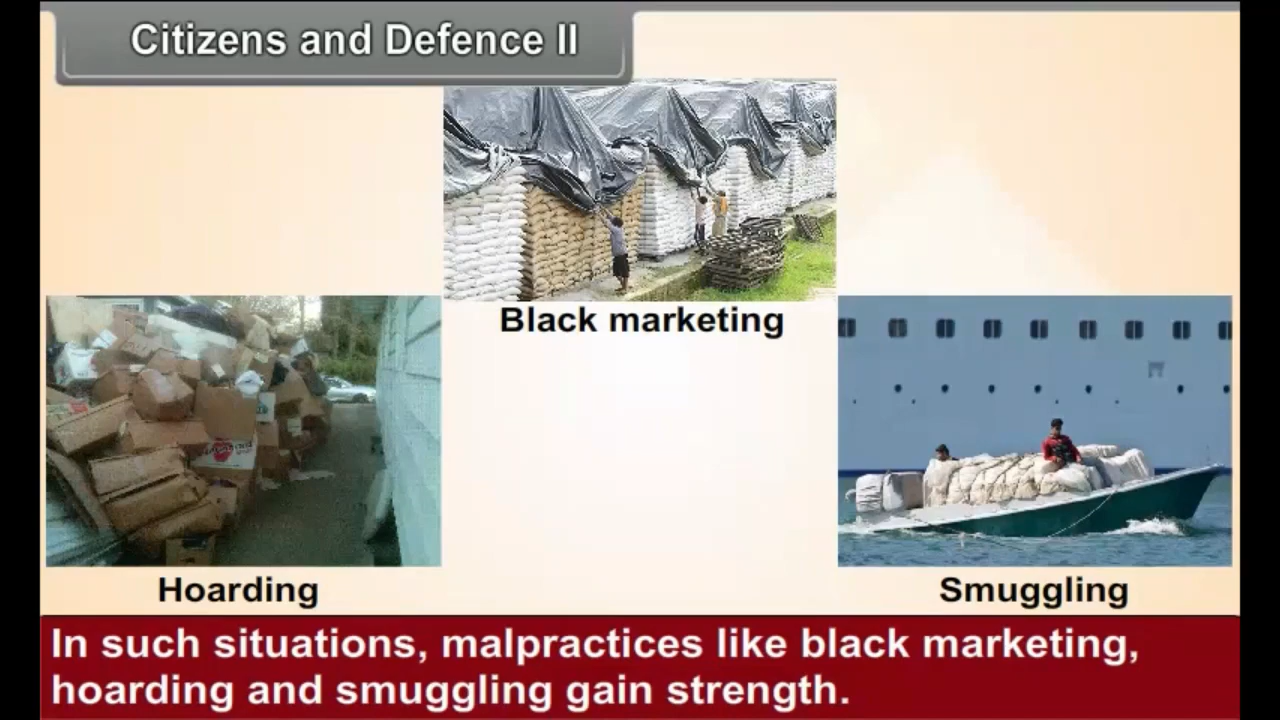 Citizens and Defence II
Black marketing
Hoarding
Smuggling
In such situations, malpractices like black marketing,
hoarding and smuggling gain strength.